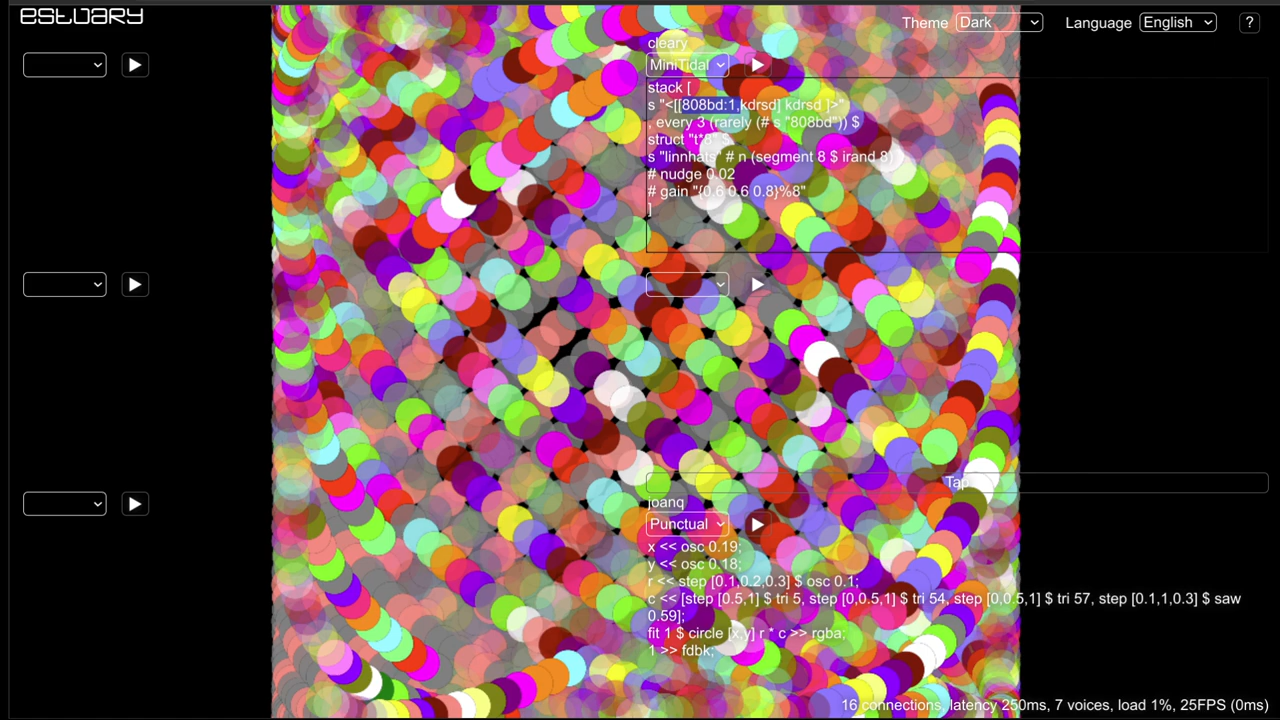 estuary
Theme Dark Language English ?
cleary
MiniTidal
stack [
s "<[[808bd:1,kdrsd] kdrsd ]>"
, every 3 (rarely (# s "808bd")) $
struct "t*8" $
s "linnhats" # n (segment 8 $ irand 8)
# nudge 0.02
# gain "{0.6 0.6 0.8}%8"
]
Tap
joanq
Punctual
x << osc 0.19;
y << osc 0.18;
r << step [0.1,0.2,0.3] $ osc 0.1;
c << [step [0.5,1] $ tri 5, step [0,0.5,1] $ tri 54, step [0,0.5,1] $ tri 57, step [0.1,1,0.3] $ saw
0.59];
fit 1 $ circle [x,y] r * c >> rgba;
1 >> fdbk;
16 connections, latency 250ms, 7 voices, load 1%, 25FPS (0ms)